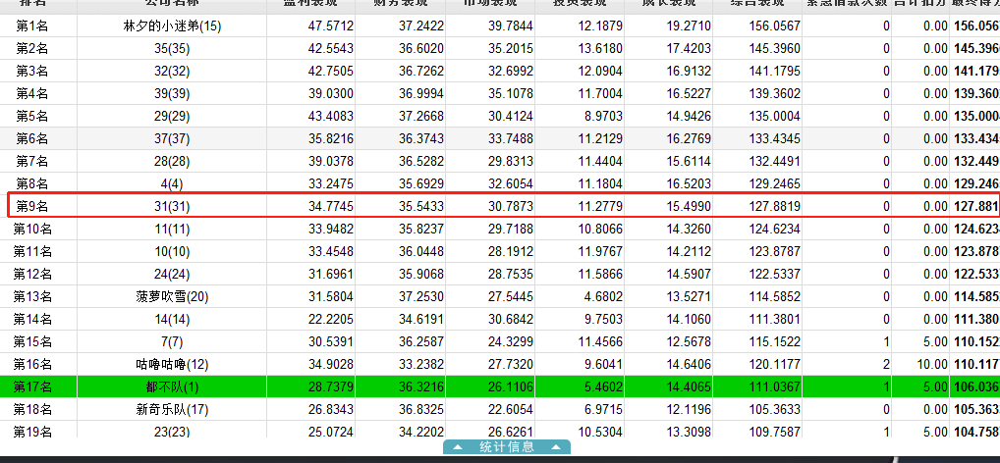 排名 公司名称 盈利表现 财务表现 市场表现 投资表现 成长表现 综合表现 紧急借款次数 合计扣分 最终得分
第1名 林夕的小迷弟(15) 47.5712 37.2422 39.7844 12.1879 19.2710 156.0567 0 0.00 156.056
第2名 35(35) 42.5543 36.6020 35.2015 13.6180 17.4203 145.3960 0 0.00 145.396
第3名 32(32) 42.7505 36.7262 32.6992 12.0904 16.9132 141.1795 0 0.00 141.179
第4名 39(39) 39.0300 36.9994 35.1078 11.7004 16.5227 139.3602 0 0.00 139.360
第5名 29(29) 43.4083 37.2668 30.4124 8.9703 14.9426 135.0004 0 0.00 135.000
第6名 37(37) 35.8216 36.3743 33.7488 11.2129 16.2769 133.4345 0 0.00 133.434
第7名 28(28) 39.0378 36.5282 29.8313 11.4404 15.6114 132.4491 0 0.00 132.449
第8名 4(4) 33.2475 35.6929 32.6054 11.1804 16.5203 129.2465 0 0.00 129.246
第9名 31(31) 34.7745 35.5433 30.7873 11.2779 15.4990 127.8819 0 0.00 127.881
第10名 11(11) 33.9482 35.8237 29.7188 10.8066 14.3260 124.6234 0 0.00 124.623
第11名 10(10) 33.4548 36.0448 28.1912 11.9767 14.2112 123.8787 0 0.00 123.878
第12名 24(24) 31.6961 35.9068 28.7535 11.5866 14.5907 122.5337 0 0.00 122.533
第13名 菠萝吹雪(20) 31.5804 37.2530 27.5445 4.6802 13.5271 114.5852 0 0.00 114.585
第14名 14(14) 22.2205 34.6191 30.6842 9.7503 14.1060 111.3801 0 0.00 111.380
第15名 7(7) 30.5391 36.2587 24.3299 11.4566 12.5678 115.1522 1 5.00 110.152
第16名 咕噜咕噜(12) 34.9028 33.2382 27.7320 9.6041 14.6406 120.1177 2 10.00 110.117
第17名 都不队(1) 28.7379 36.3216 26.1106 5.4602 14.4065 111.0367 1 5.00 106.036
第18名 新奇乐队(17) 26.8343 36.8325 22.6054 6.9715 12.1196 105.3633 0 0.00 105.363
第19名 23(23) 25.0724 34.2202 26.6261 10.5304 13.3098 109.7587 1 5.00 104.758
统计信息